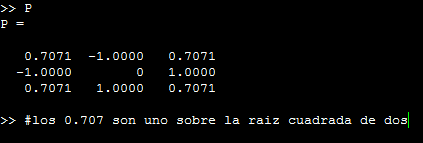 >> P
P =
0.7071 -1.0000 0.7071
-1.0000 0 1.0000
0.7071 1.0000 0.7071
>> #los 0.707 son uno sobre la raiz cuadrada de dos